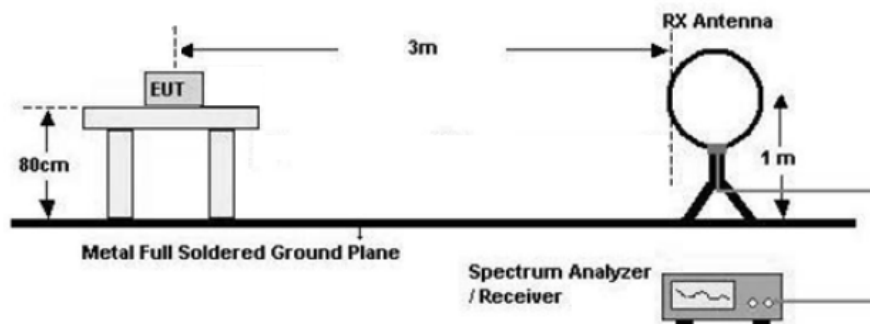 RX Antenna
3m
EUT
80cm
1 m
Metal Full Soldered Ground Plane
Spectrum Analyzer
/ Receiver